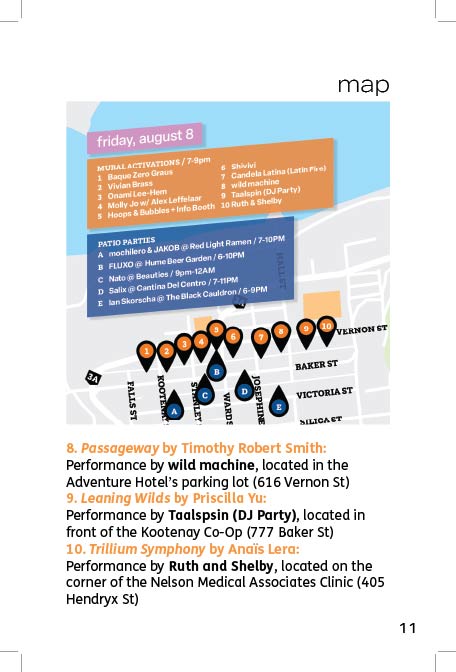 map
friday, august 8
MURAL ACTIVATIONS / 7-9pm
1 Baque Zero Graus
2 Vivian Brass
3 Onami Lee-Hem
4 Molly Jo w/ Alex Leffelaar
5 Hoops & Bubbles + Info Booth
6 Shivivi
7 Candela Latina (Latin Fire)
8 wild machine
9 Taalspin (DJ Party)
10 Ruth & Shelby
PATIO PARTIES
A mochilero & JAKOB @ Red Light Ramen / 7-10PM
B FLUXO @ Hume Beer Garden / 6-10PM
C Nato @ Beauties / 9pm-12AM
D Salix @ Cantina Del Centro / 7-11PM
E Ian Skorscha @ The Black Cauldron / 6-9PM
HALL ST
1 2 3 4 5 6 7 8 9 10
VERNON ST
3A
BAKER ST
VICTORIA ST
SILICA ST
FALLS ST
KOOTENAY
STANLEY
WARD S
JOSEPHINE
A B C D E
8. Passageway by Timothy Robert Smith:
Performance by wild machine, located in the
Adventure Hotel's parking lot (616 Vernon St)
9. Leaning Wilds by Priscilla Yu:
Performance by Taalspsin (DJ Party), located in
front of the Kootenay Co-Op (777 Baker St)
10. Trillium Symphony by Anaïs Lera:
Performance by Ruth and Shelby, located on the
corner of the Nelson Medical Associates Clinic (405
Hendryx St)
11